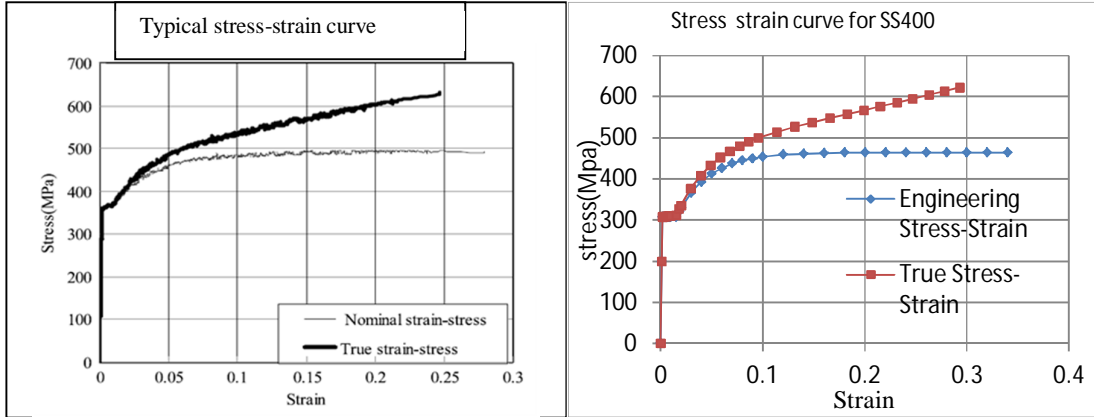 Typical stress-strain curve
700
600
500
400
300
200
100
0
Stress(MPa)
0
0.05
0.1
0.15
0.2
0.25
0.3
Strain
Nominal strain-stress
True strain-stress
Stress strain curve for SS400
700
600
500
400
300
200
100
0
stress(Mpa)
0
0.1
0.2
0.3
0.4
Strain
Engineering
Stress-Strain
True Stress-
Strain